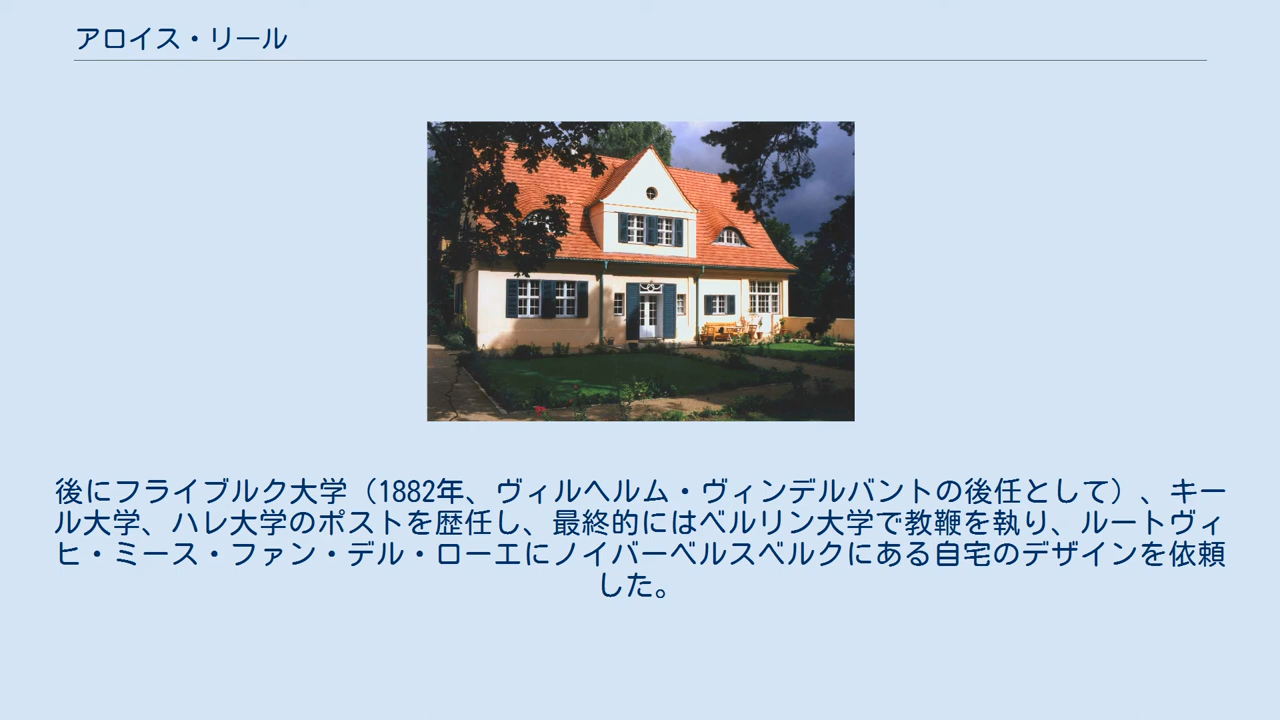 アロイス・リール
後にフライブルク大学（1882年、ヴィルヘルム・ヴィンデルバントの後任として）、キー
ル大学、ハレ大学のポストを歴任し、最終的にはベルリン大学で教鞭を執り、ルートヴィ
ヒ・ミース・ファン・デル・ローエにノイバーベルスベルクにある自宅のデザインを依頼
した。